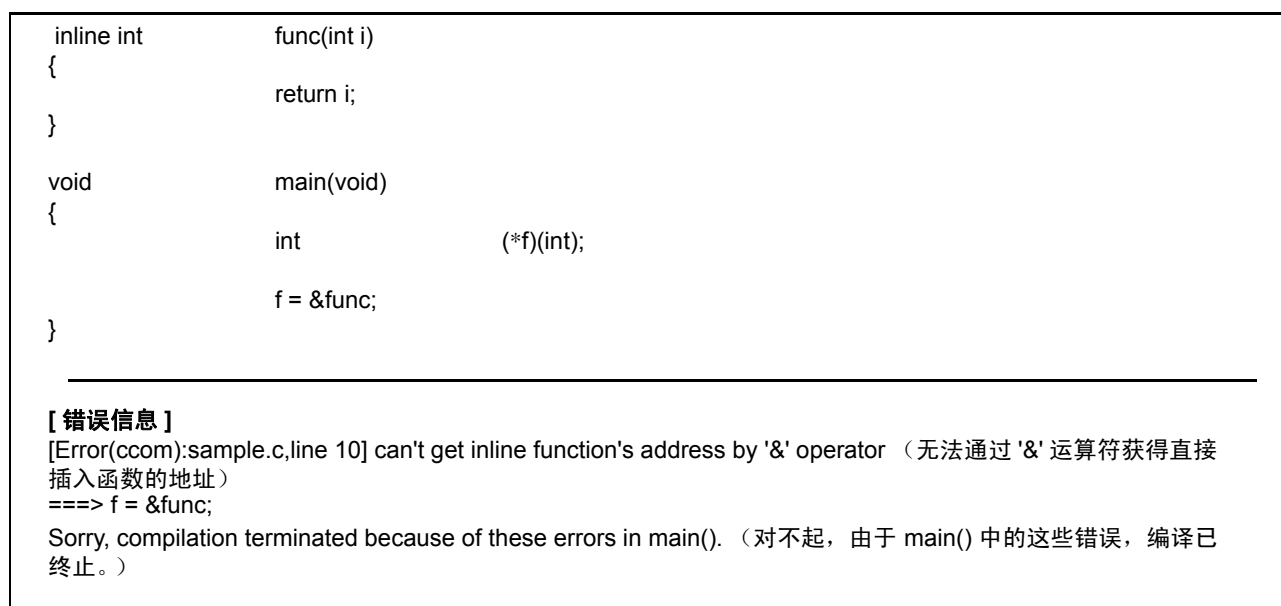 inline int func(int i)
{
return i;
}
void main(void)
{
int (*f)(int);
f = &func;
}
[ 错误信息 ]
[Error(ccom):sample.c,line 10] can't get inline function's address by '&' operator （无法通过 '&' 运算符获得直接
插入函数的地址）
===> f = &func;
Sorry, compilation terminated because of these errors in main(). （对不起，由于 main() 中的这些错误，编译已
终止。）